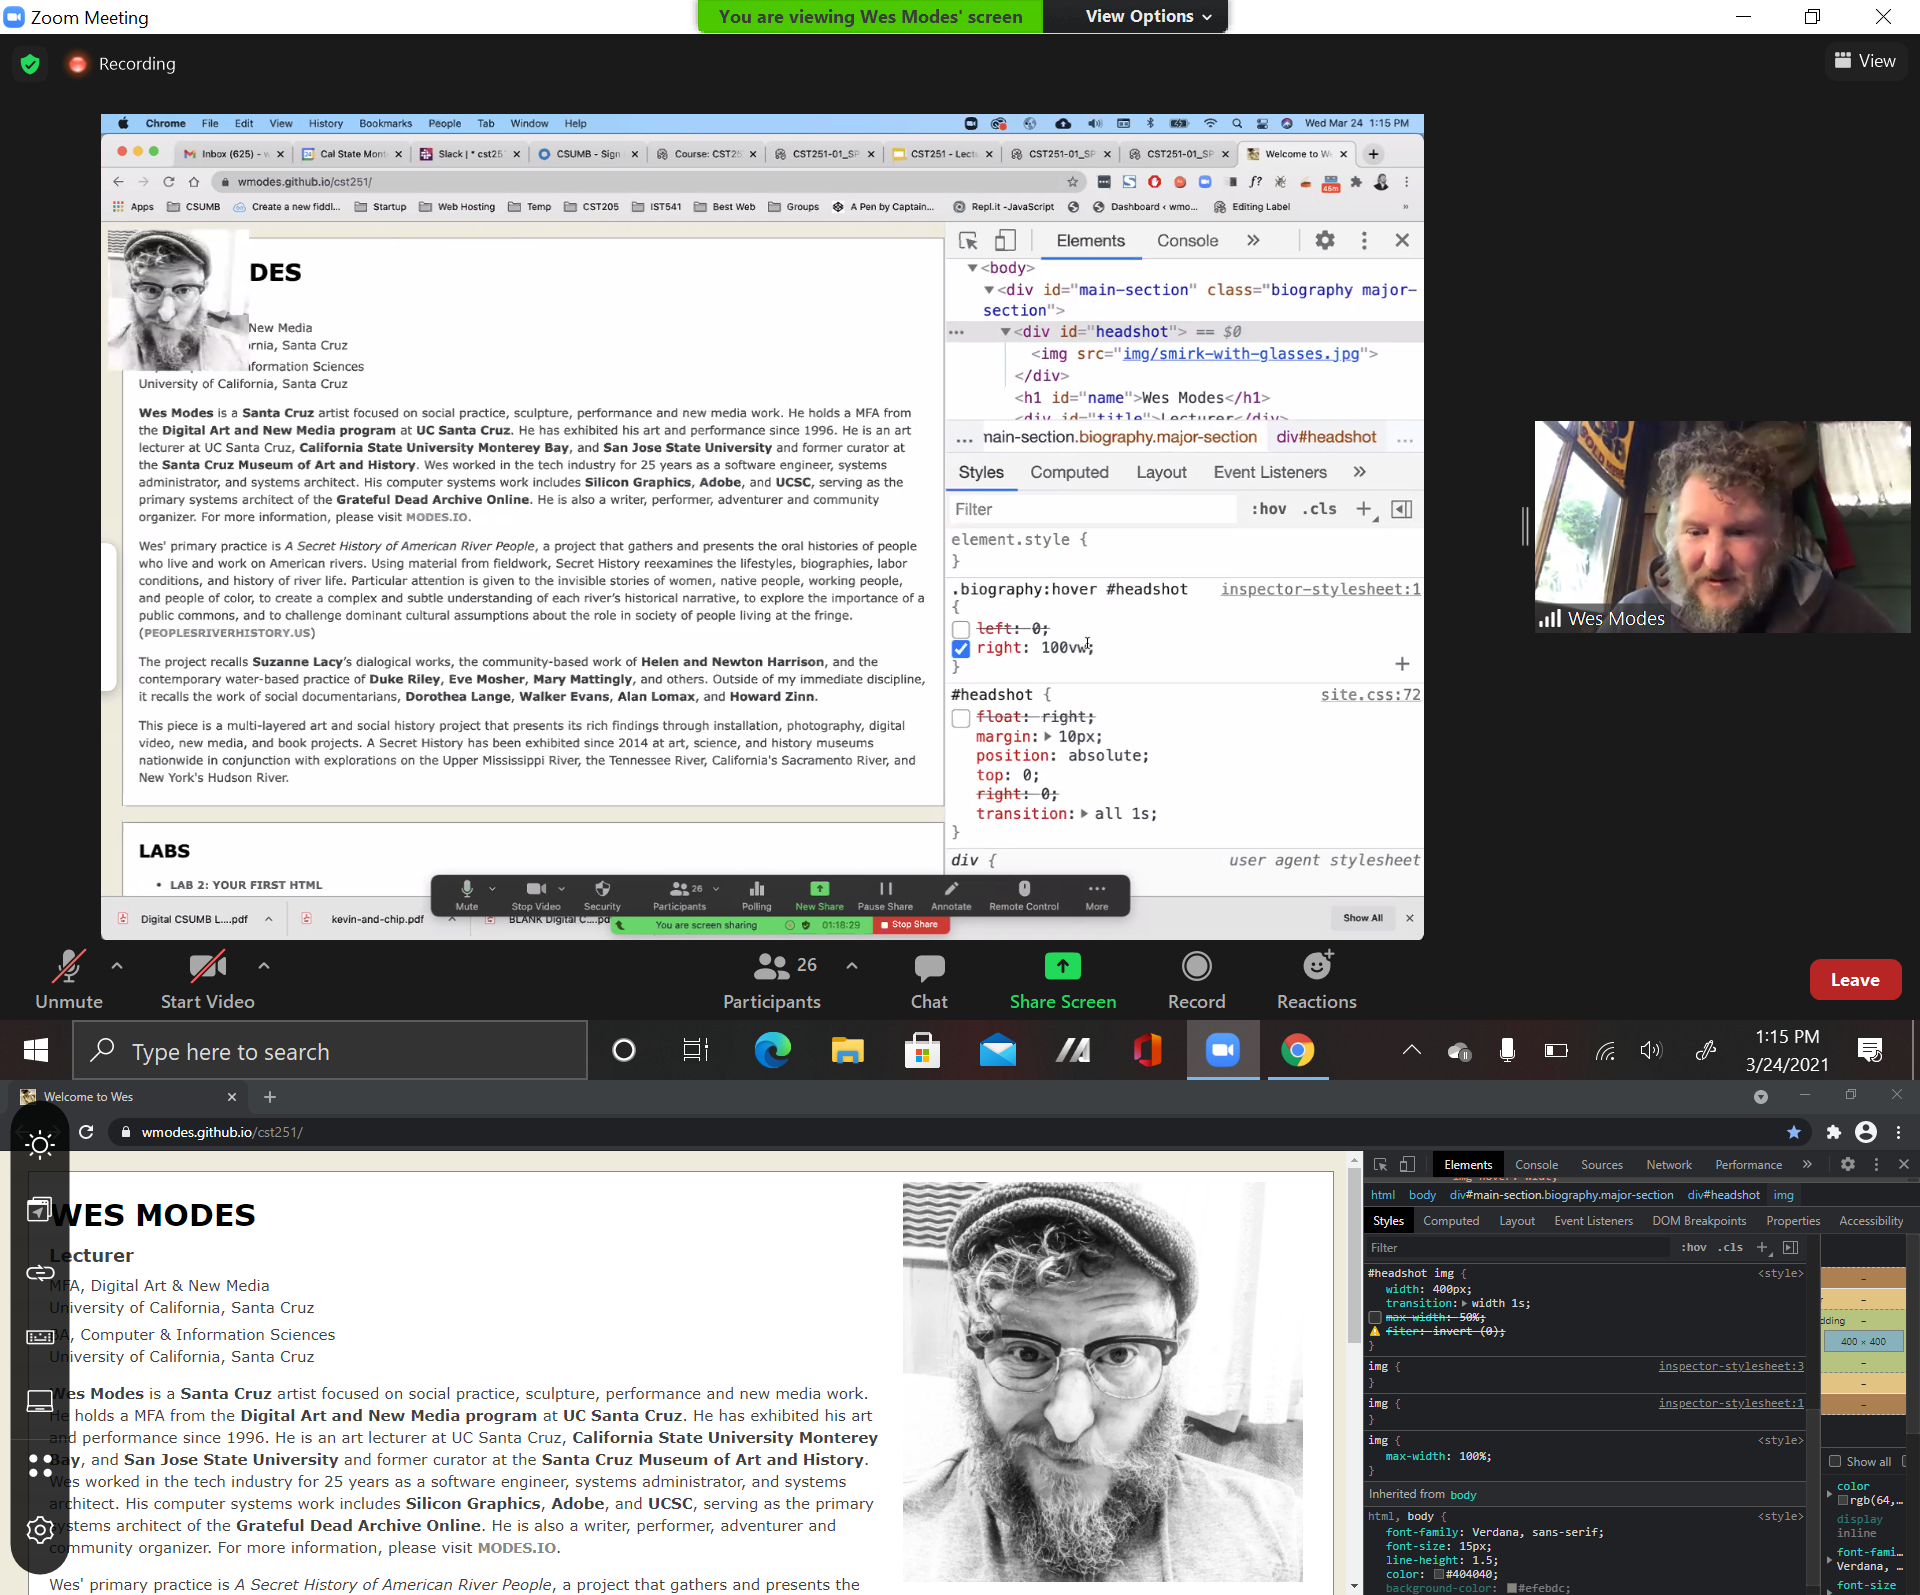 Zoom Meeting
You are viewing Wes Modes' screen
View Options
Recording
View
Chrome File Edit View History Bookmarks People Tab Window Help
Wed Mar 24 1:15 PM
Inbox (625) - w
Cal State Mont
Slack | * cst25
CSUMB - Sign
Course: CST25
CST251-01_SP
CST251 - Lect
CST251-01_SP
CST251-01_SP
Welcome to W
wmodes.github.io/cst251/
Apps
CSUMB
Create a new fiddl...
Startup
Web Hosting
Temp
CST205
IST541
Best Web
Groups
A Pen by Captain...
Repl.it -JavaScript
Dashboard < wmo...
Editing Label
»
DES
New Media
rnia, Santa Cruz
formation Sciences
University of California, Santa Cruz
Wes Modes is a Santa Cruz artist focused on social practice, sculpture, performance and new media work. He holds a MFA from
the Digital Art and New Media program at UC Santa Cruz. He has exhibited his art and performance since 1996. He is an art
lecturer at UC Santa Cruz, California State University Monterey Bay, and San Jose State University and former curator at
the Santa Cruz Museum of Art and History. Wes worked in the tech industry for 25 years as a software engineer, systems
administrator, and systems architect. His computer systems work includes Silicon Graphics, Adobe, and UCSC, serving as the
primary systems architect of the Grateful Dead Archive Online. He is also a writer, performer, adventurer and community
organizer. For more information, please visit MODES.IO.
Wes' primary practice is A Secret History of American River People, a project that gathers and presents the oral histories of people
who live and work on American rivers. Using material from fieldwork, Secret History reexamines the lifestyles, biographies, labor
conditions, and history of river life. Particular attention is given to the invisible stories of women, native people, working people,
and people of color, to create a complex and subtle understanding of each river's historical narrative, to explore the importance of a
public commons, and to challenge dominant cultural assumptions about the role in society of people living at the fringe.
(PEOPLESRIVERHISTORY.US)
The project recalls Suzanne Lacy's dialogical works, the community-based work of Helen and Newton Harrison, and the
contemporary water-based practice of Duke Riley, Eve Mosher, Mary Mattingly, and others. Outside of my immediate discipline,
it recalls the work of social documentarians, Dorothea Lange, Walker Evans, Alan Lomax, and Howard Zinn.
This piece is a multi-layered art and social history project that presents its rich findings through installation, photography, digital
video, new media, and book projects. A Secret History has been exhibited since 2014 at art, science, and history museums
nationwide in conjunction with explorations on the Upper Mississippi River, the Tennessee River, California's Sacramento River, and
New York's Hudson River.
LABS
• LAB 2: YOUR FIRST HTML
Elements Console »
<body>
<div id="main-section" class="biography major-
section">
... <div id="headshot"> == $0
<img src="img/smirk-with-glasses.jpg">
</div>
<h1 id="name">Wes Modes</h1>
<div id="title">Lecturer</div>
... main-section.biography.major-section div#headshot ...
Styles Computed Layout Event Listeners »
Filter :hov .cls +
element.style {
}
.biography:hover #headshot inspector-stylesheet:1
{
left: 0;
right: 100vw;
}
#headshot { site.css:72
float: right;
margin: 10px;
position: absolute;
top: 0;
right: 0;
transition: all 1s;
}
div { user agent stylesheet
Mute Stop Video Security Participants 26 Polling New Share Pause Share Annotate Remote Control More
Digital CSUMB L....pdf
kevin-and-chip.pdf
BLANK Digital C....pd
You are screen sharing 01:18:29 Stop Share
Show All
Wes Modes
Unmute
Start Video
26
Participants
Chat
Share Screen
Record
Reactions
Leave
Type here to search
1:15 PM
3/24/2021
Welcome to Wes
wmodes.github.io/cst251/
WES MODES
Lecturer
MFA, Digital Art & New Media
University of California, Santa Cruz
BA, Computer & Information Sciences
University of California, Santa Cruz
Wes Modes is a Santa Cruz artist focused on social practice, sculpture, performance and new media work.
He holds a MFA from the Digital Art and New Media program at UC Santa Cruz. He has exhibited his art
and performance since 1996. He is an art lecturer at UC Santa Cruz, California State University Monterey
Bay, and San Jose State University and former curator at the Santa Cruz Museum of Art and History.
Wes worked in the tech industry for 25 years as a software engineer, systems administrator, and systems
architect. His computer systems work includes Silicon Graphics, Adobe, and UCSC, serving as the primary
systems architect of the Grateful Dead Archive Online. He is also a writer, performer, adventurer and
community organizer. For more information, please visit MODES.IO.
Wes' primary practice is A Secret History of American River People, a project that gathers and presents the
Elements Console Sources Network Performance »
html body div#main-section.biography.major-section div#headshot img
Styles Computed Layout Event Listeners DOM Breakpoints Properties Accessibility
Filter :hov .cls +
#headshot img { <style>
width: 400px;
transition: width 1s;
max-width: 50%;
fiter: invert (0);
}
img { inspector-stylesheet:3
}
img { inspector-stylesheet:1
}
img { <style>
max-width: 100%;
}
Inherited from body
html, body { <style>
font-family: Verdana, sans-serif;
font-size: 15px;
line-height: 1.5;
color: #404040;
background-color: #efebdc;
dding
400 × 400
Show all
color
rgb(64,...
display
inline
font-fami...
Verdana, ...
font-size